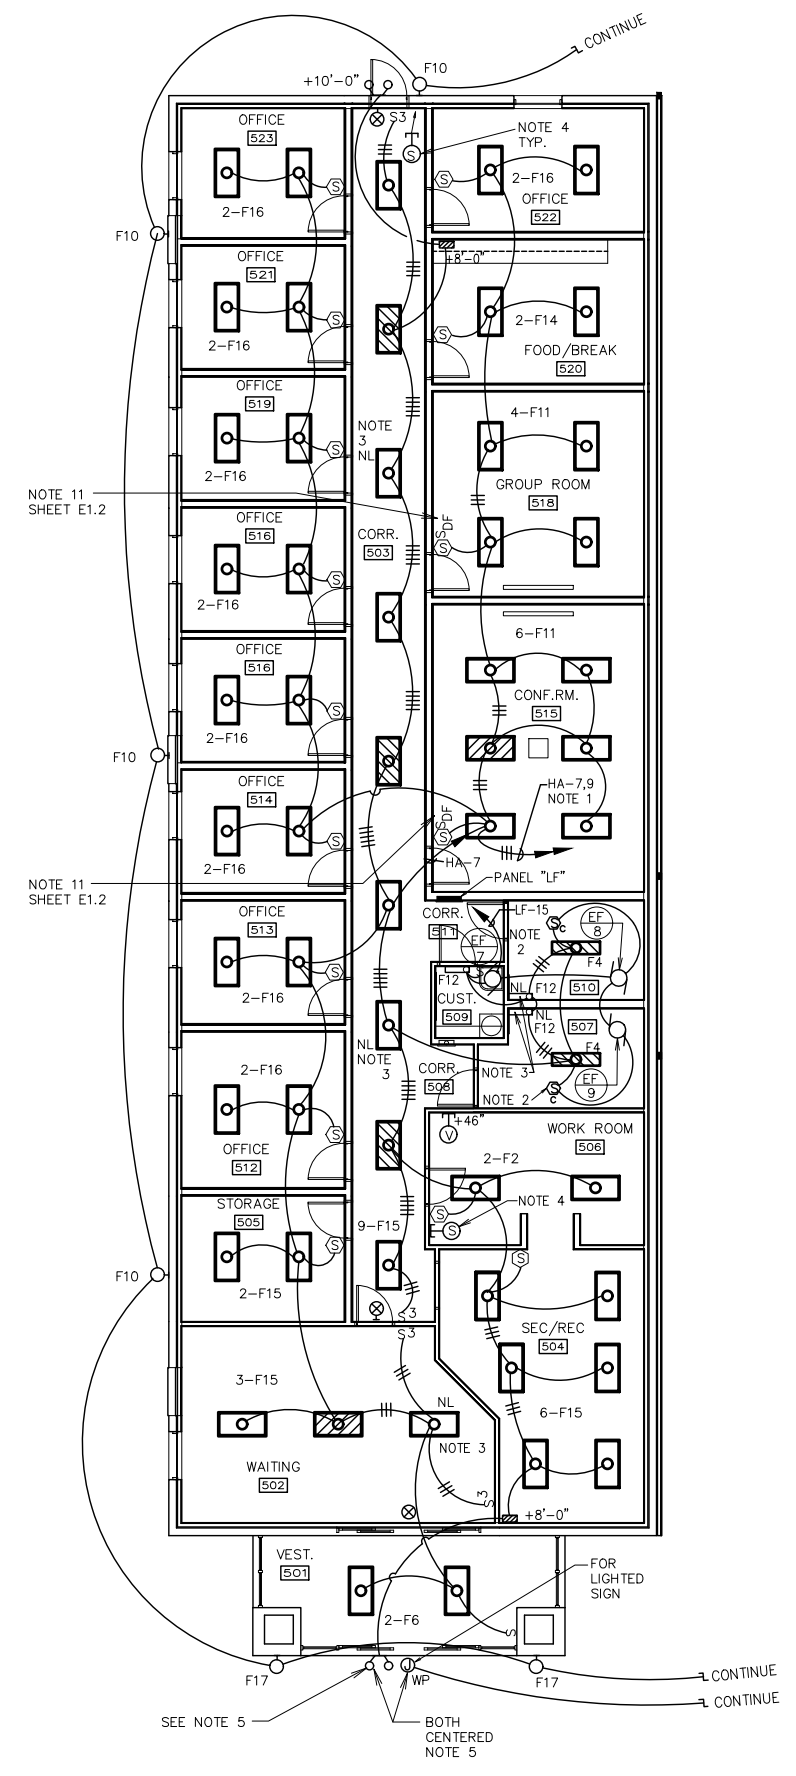 CONTINUE
+10'-0"
F10
S3
NOTE 4
TYP.
OFFICE
523
S
S
S
2-F16
2-F16
OFFICE
522
F10
+8'-0"
OFFICE
521
S
S
2-F16
2-F14
FOOD/BREAK
520
OFFICE
519
S
2-F16
4-F11
NOTE
3
NL
GROUP ROOM
518
NOTE 11
SHEET E1.2
OFFICE
516
S
2-F16
CORR.
503
SDF
S
6-F11
OFFICE
516
S
2-F16
CONF.RM.
515
F10
OFFICE
514
S
2-F16
HA-7,9
NOTE 1
SDF
S
HA-7
NOTE 11
SHEET E1.2
PANEL "LF"
OFFICE
513
2-F16
CORR.
511
LF-15
NOTE
2
EF
7
S
Sc
EF
8
F4
F12
CUST.
509
NL
F12
510
NL
F12
507
NL
NOTE
3
F4
CORR.
508
NOTE 3
NOTE 2
Sc
EF
9
2-F16
S
OFFICE
512
+46"
V
WORK ROOM
506
2-F2
STORAGE
505
S
2-F15
9-F15
S
S
NOTE 4
F10
S
S3
S3
SEC/REC
504
3-F15
NL
NOTE 3
6-F15
WAITING
502
S3
+8'-0"
VEST.
501
FOR
LIGHTED
SIGN
2-F6
S
F17
J
WP
F17
CONTINUE
CONTINUE
SEE NOTE 5
BOTH
CENTERED
NOTE 5